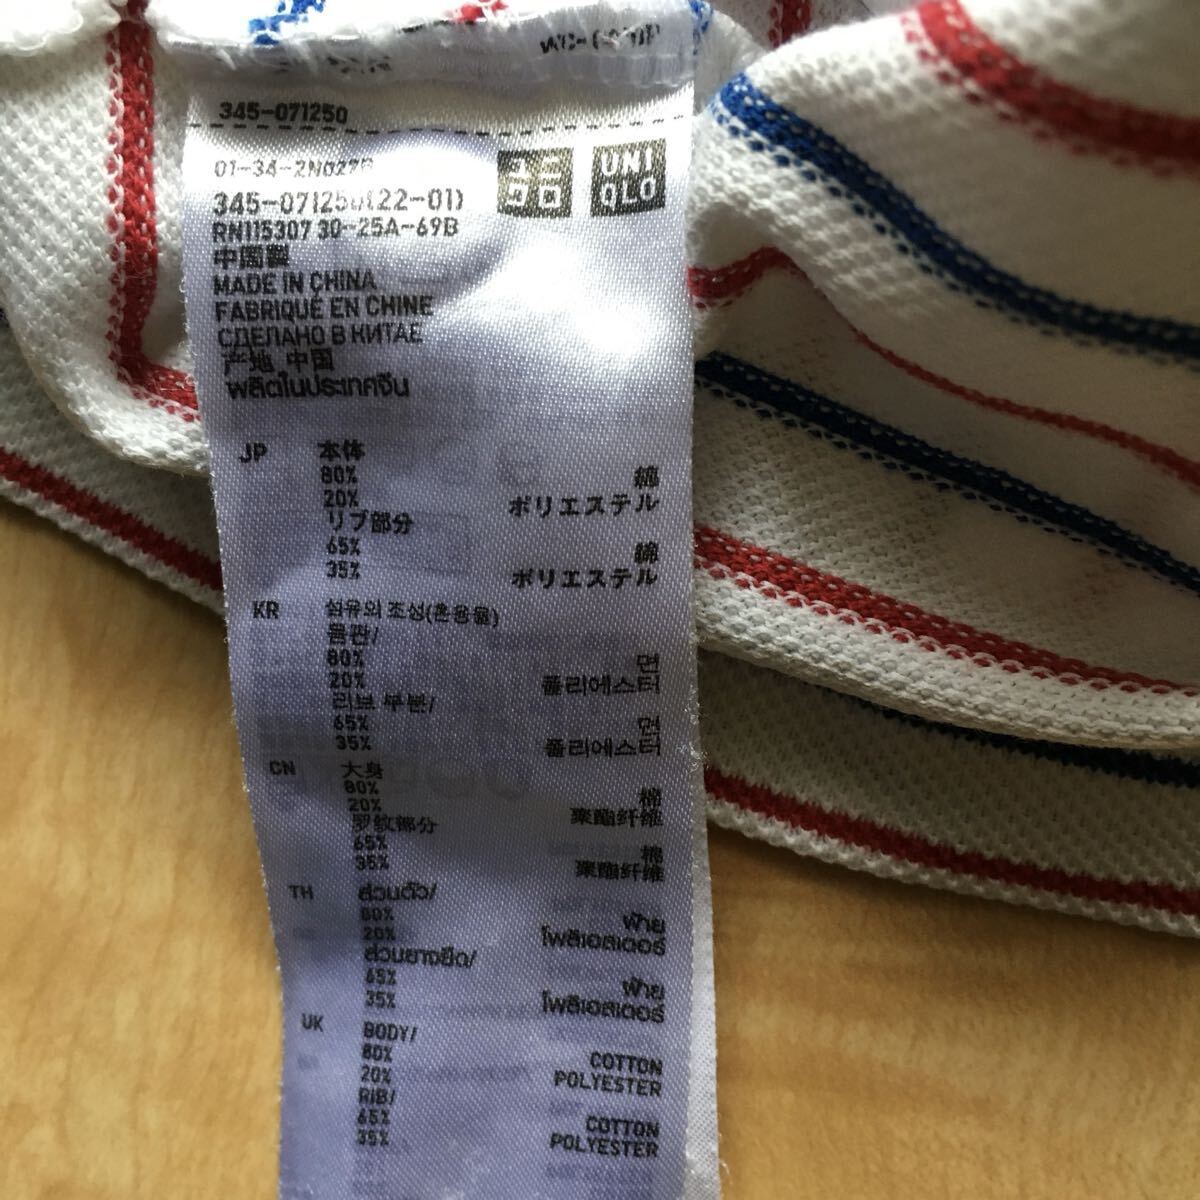 345-071250
01-34-2N027B
ユニ
クロ
UNI
QLO
345-071250(22-01)
RN115307 30-25A-69B
中国製
MADE IN CHINA
FABRIQUÉ EN CHINE
СДЕЛАНО В КИТАЕ
产地 中国
ผลิตในประเทศจีน
JP 本体
80% 綿
20% ポリエステル
リブ部分
65% 綿
35% ポリエステル
KR 섬유의 조성(혼용율)
몸판/
80% 면
20% 폴리에스터
리브 부분/
65% 면
35% 폴리에스터
CN 大身
80% 棉
20% 聚酯纤维
罗纹部分
65% 棉
35% 聚酯纤维
TH ส่วนตัว/
80% ฝ้าย
20% โพลิเอสเตอร์
ส่วนยางยืด/
65% ฝ้าย
35% โพลิเอสเตอร์
UK BODY/
80% COTTON
20% POLYESTER
RIB/
65% COTTON
35% POLYESTER